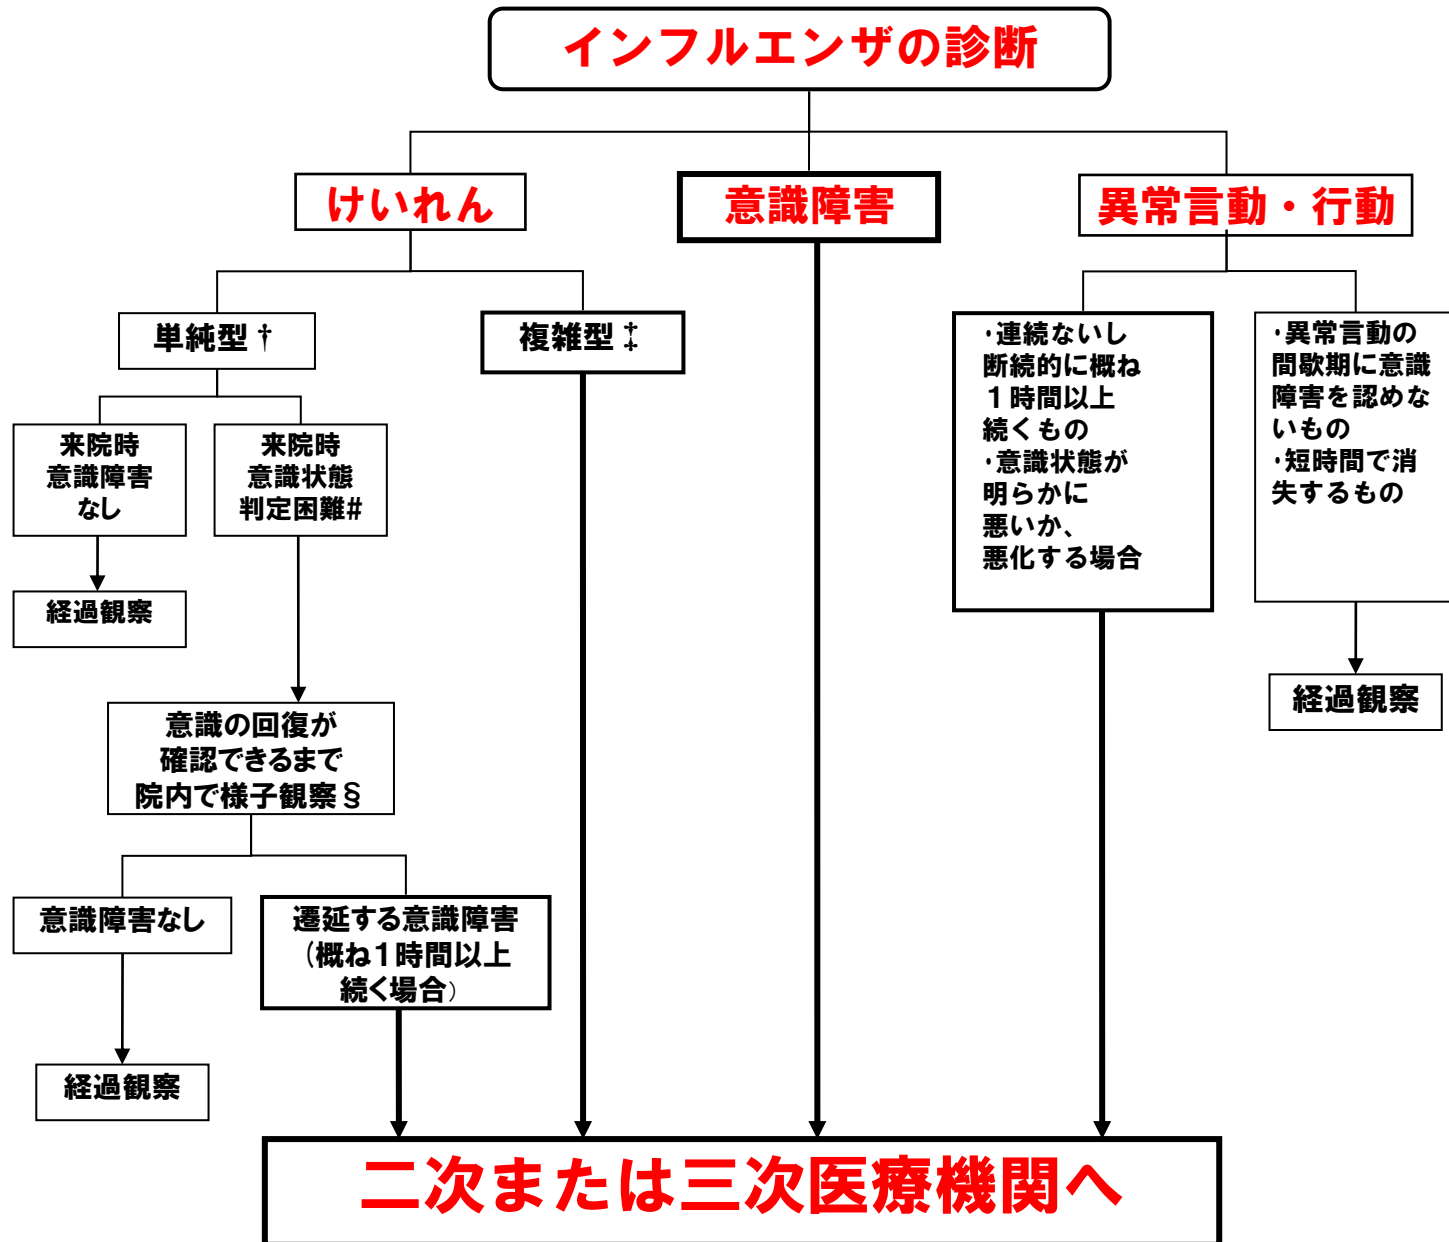 インフルエンザの診断
けいれん
意識障害
異常言動・行動
単純型†
複雑型‡
・連続ないし
断続的に概ね
１時間以上
続くもの
・意識状態が
明らかに
悪いか、
悪化する場合
・異常言動の
間歇期に意識
障害を認めな
いもの
・短時間で消
失するもの
来院時
意識障害
なし
来院時
意識状態
判定困難#
経過観察
経過観察
意識の回復が
確認できるまで
院内で様子観察§
意識障害なし
遷延する意識障害
（概ね１時間以上
続く場合）
経過観察
二次または三次医療機関へ